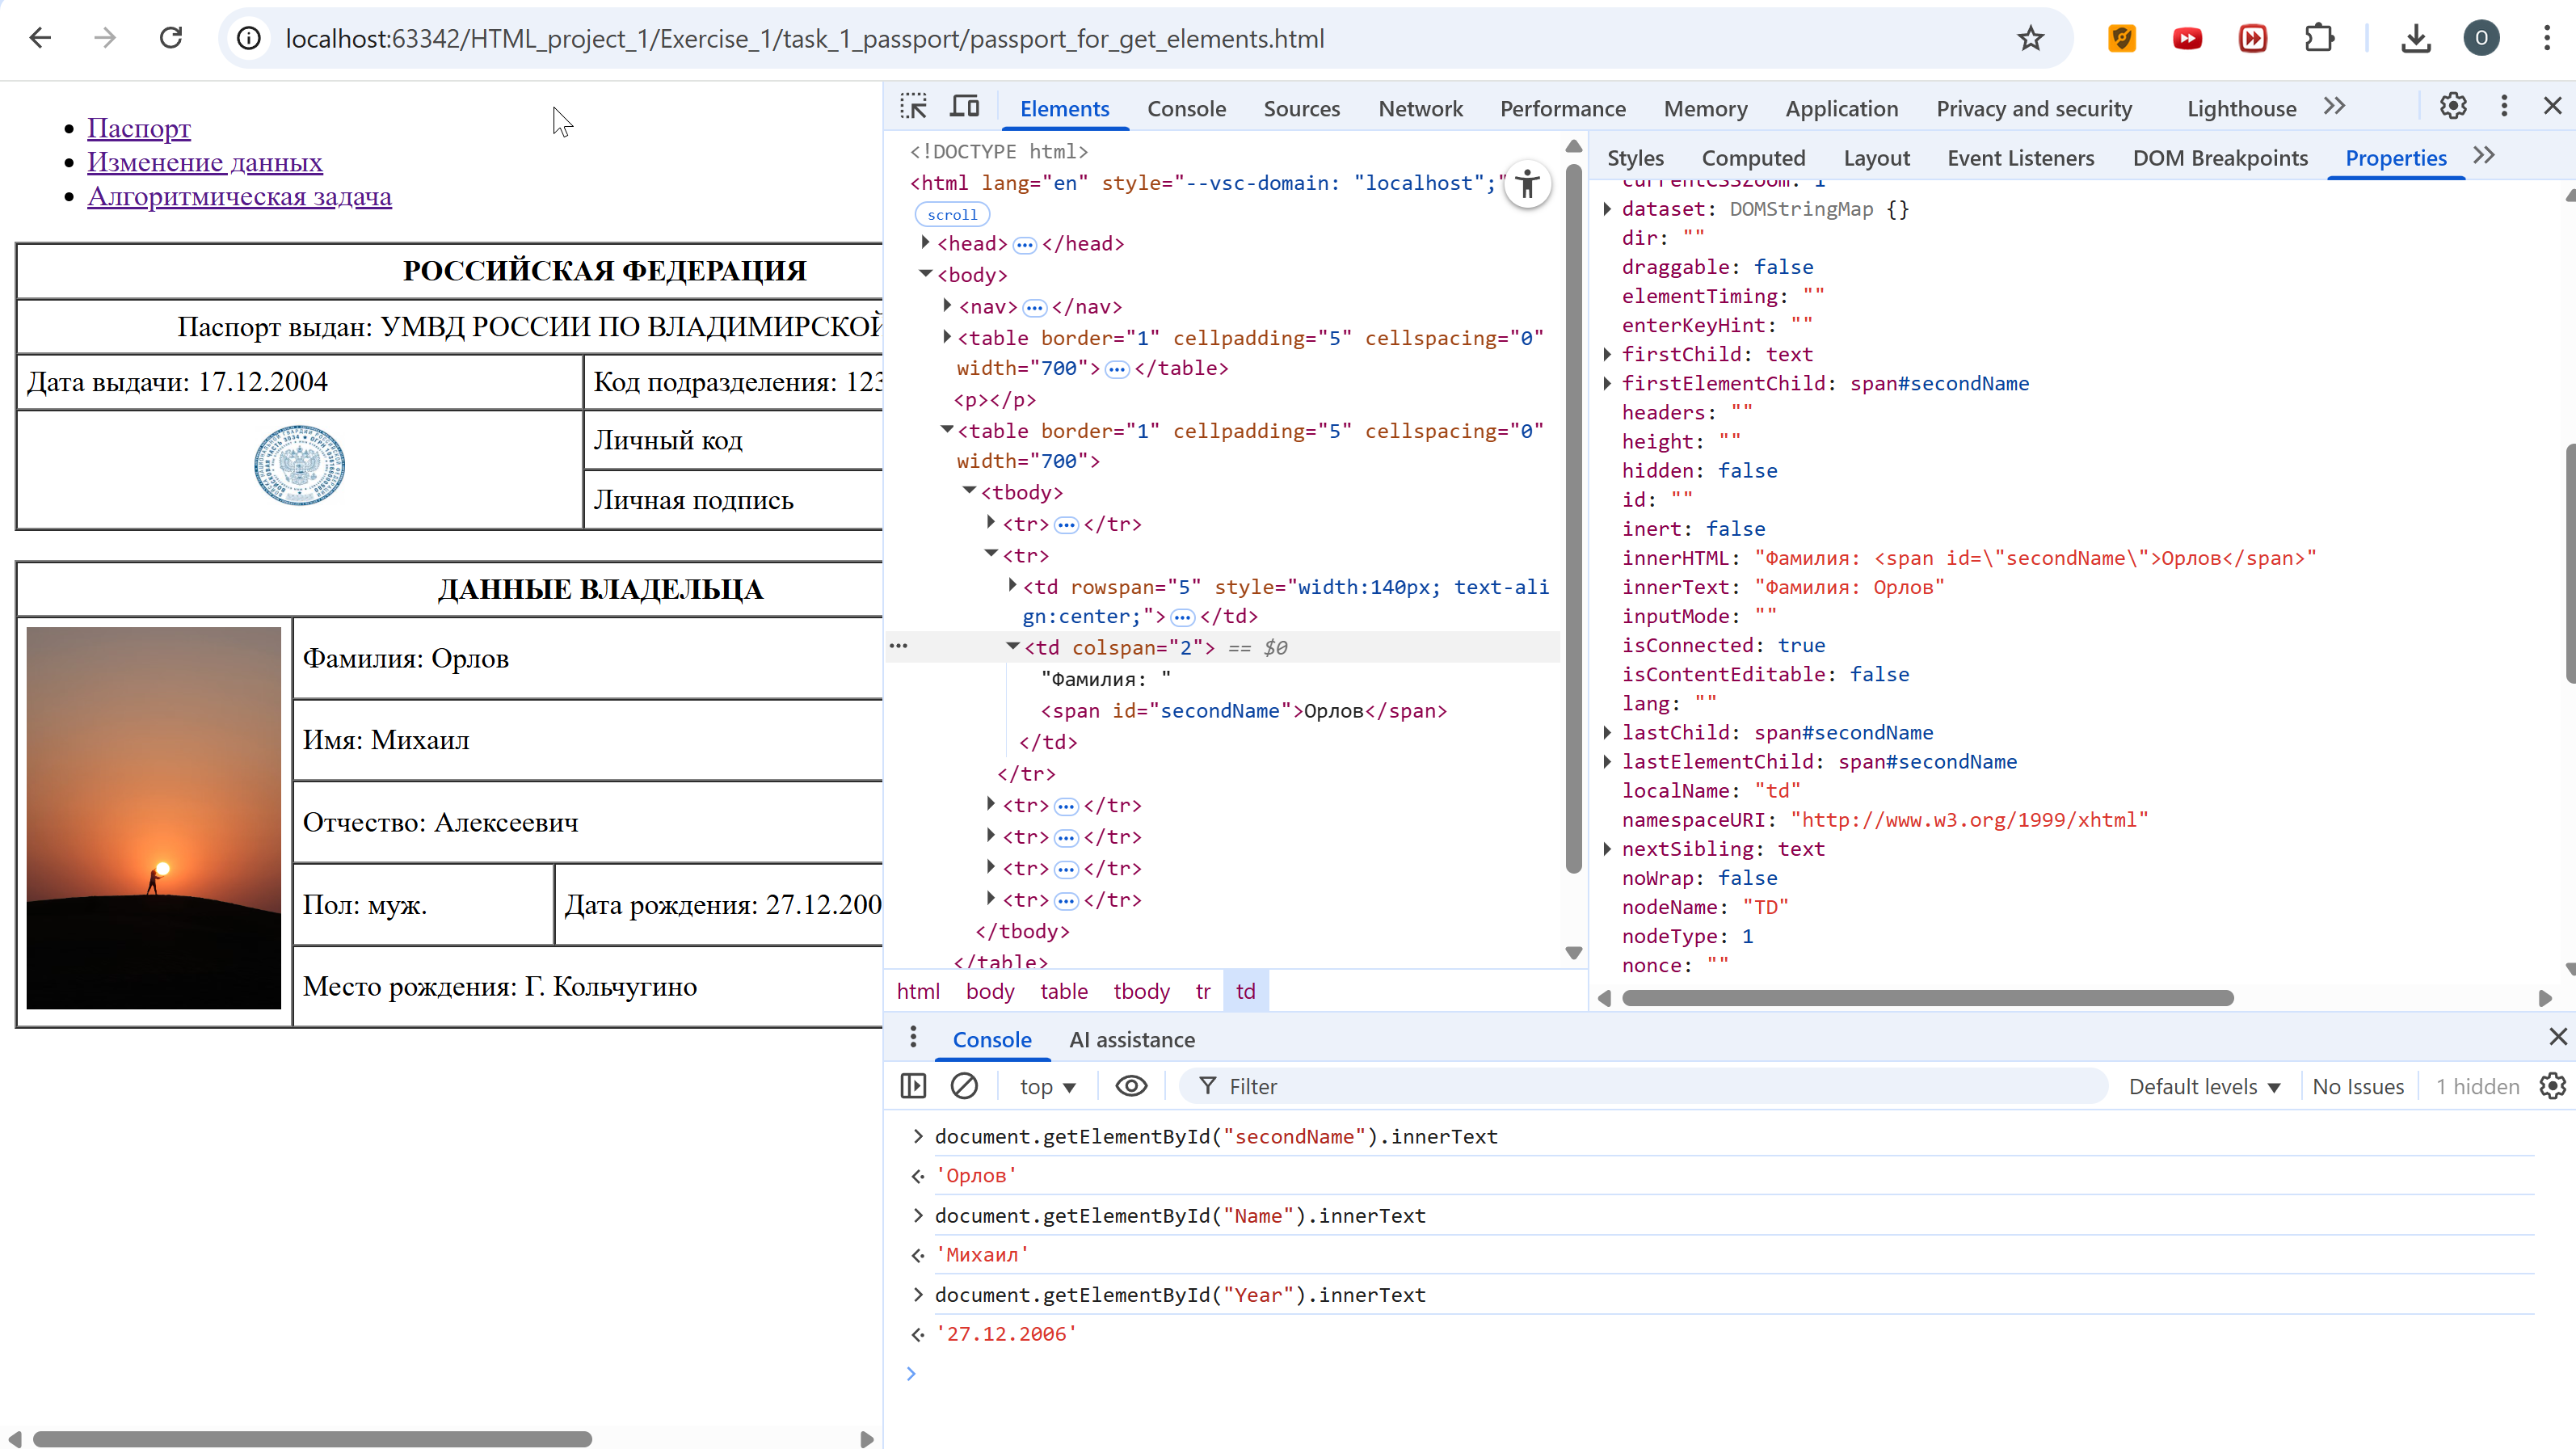 localhost:63342/HTML_project_1/Exercise_1/task_1_passport/passport_for_get_elements.html
O
Паспорт
Изменение данных
Алгоритмическая задача
РОССИЙСКАЯ ФЕДЕРАЦИЯ
Паспорт выдан: УМВД РОССИИ ПО ВЛАДИМИРСКОЙ
Дата выдачи: 17.12.2004
Код подразделения: 123
Личный код
Личная подпись
ДАННЫЕ ВЛАДЕЛЬЦА
Фамилия: Орлов
Имя: Михаил
Отчество: Алексеевич
Пол: муж.
Дата рождения: 27.12.200
Место рождения: Г. Кольчугино
Elements Console Sources Network Performance Memory Application Privacy and security Lighthouse
<!DOCTYPE html>
<html lang="en" style="--vsc-domain: "localhost";"
scroll
<head> ••• </head>
<body>
<nav> ••• </nav>
<table border="1" cellpadding="5" cellspacing="0"
width="700"> ••• </table>
<p></p>
<table border="1" cellpadding="5" cellspacing="0"
width="700">
<tbody>
<tr> ••• </tr>
<tr>
<td rowspan="5" style="width:140px; text-ali
gn:center;"> ••• </td>
<td colspan="2"> == $0
"Фамилия: "
<span id="secondName">Орлов</span>
</td>
</tr>
<tr> ••• </tr>
<tr> ••• </tr>
<tr> ••• </tr>
<tr> ••• </tr>
</tbody>
</table>
html body table tbody tr td
Styles Computed Layout Event Listeners DOM Breakpoints Properties
currentCSSZoom: 1
dataset: DOMStringMap {}
dir: ""
draggable: false
elementTiming: ""
enterKeyHint: ""
firstChild: text
firstElementChild: span#secondName
headers: ""
height: ""
hidden: false
id: ""
inert: false
innerHTML: "Фамилия: <span id=\"secondName\">Орлов</span>"
innerText: "Фамилия: Орлов"
inputMode: ""
isConnected: true
isContentEditable: false
lang: ""
lastChild: span#secondName
lastElementChild: span#secondName
localName: "td"
namespaceURI: "http://www.w3.org/1999/xhtml"
nextSibling: text
noWrap: false
nodeName: "TD"
nodeType: 1
nonce: ""
Console AI assistance
top Filter Default levels No Issues 1 hidden
document.getElementById("secondName").innerText
'Орлов'
document.getElementById("Name").innerText
'Михаил'
document.getElementById("Year").innerText
'27.12.2006'